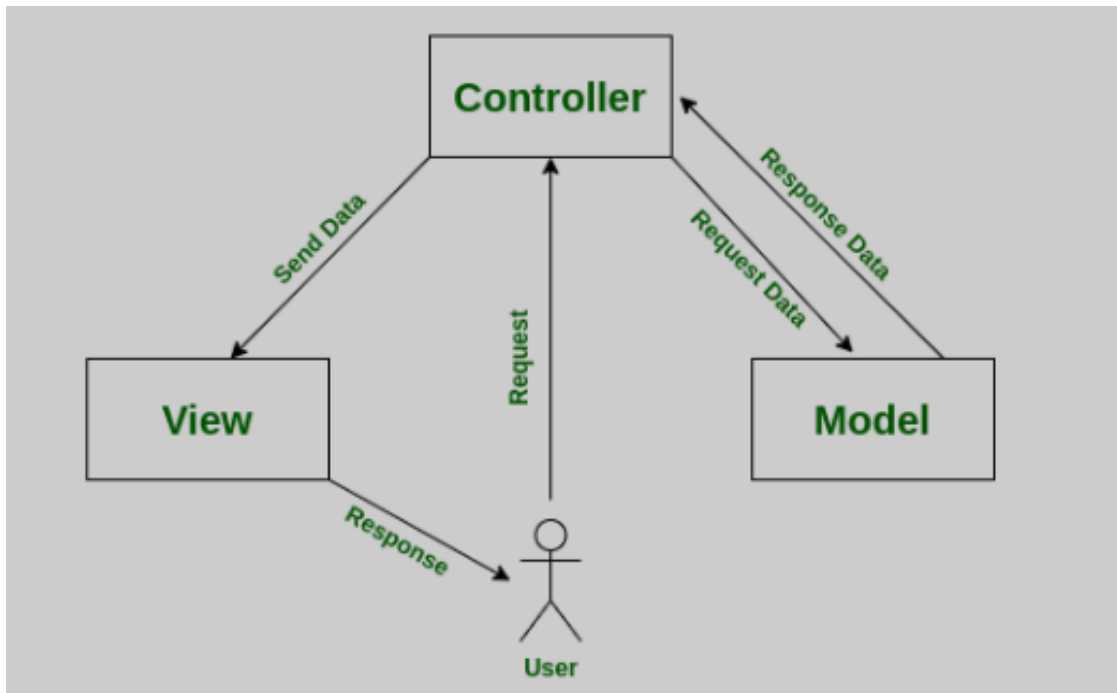 Controller
Send Data
Request Data
Response Data
Request
View
Model
Response
User